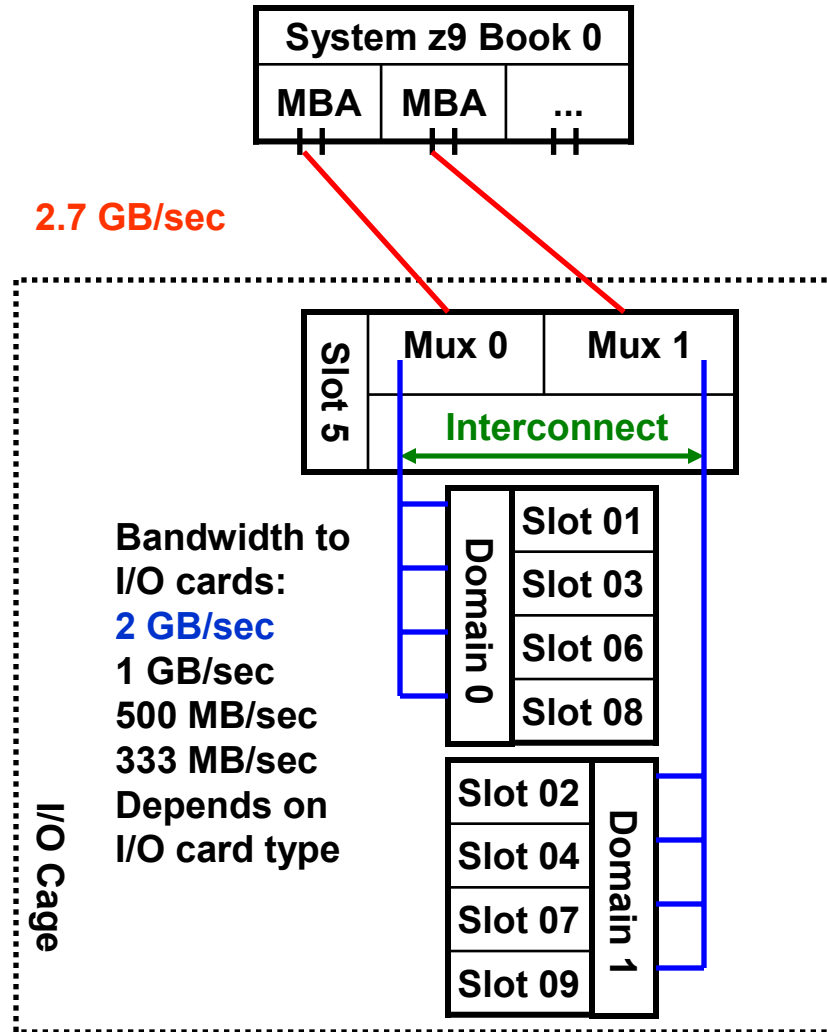 System z9 Book 0
MBA MBA ...
2.7 GB/sec
Slot 5
Mux 0 Mux 1
Interconnect
Bandwidth to
I/O cards:
2 GB/sec
1 GB/sec
500 MB/sec
333 MB/sec
Depends on
I/O card type
Domain 0
Slot 01
Slot 03
Slot 06
Slot 08
Slot 02
Slot 04
Slot 07
Slot 09
Domain 1
I/O Cage